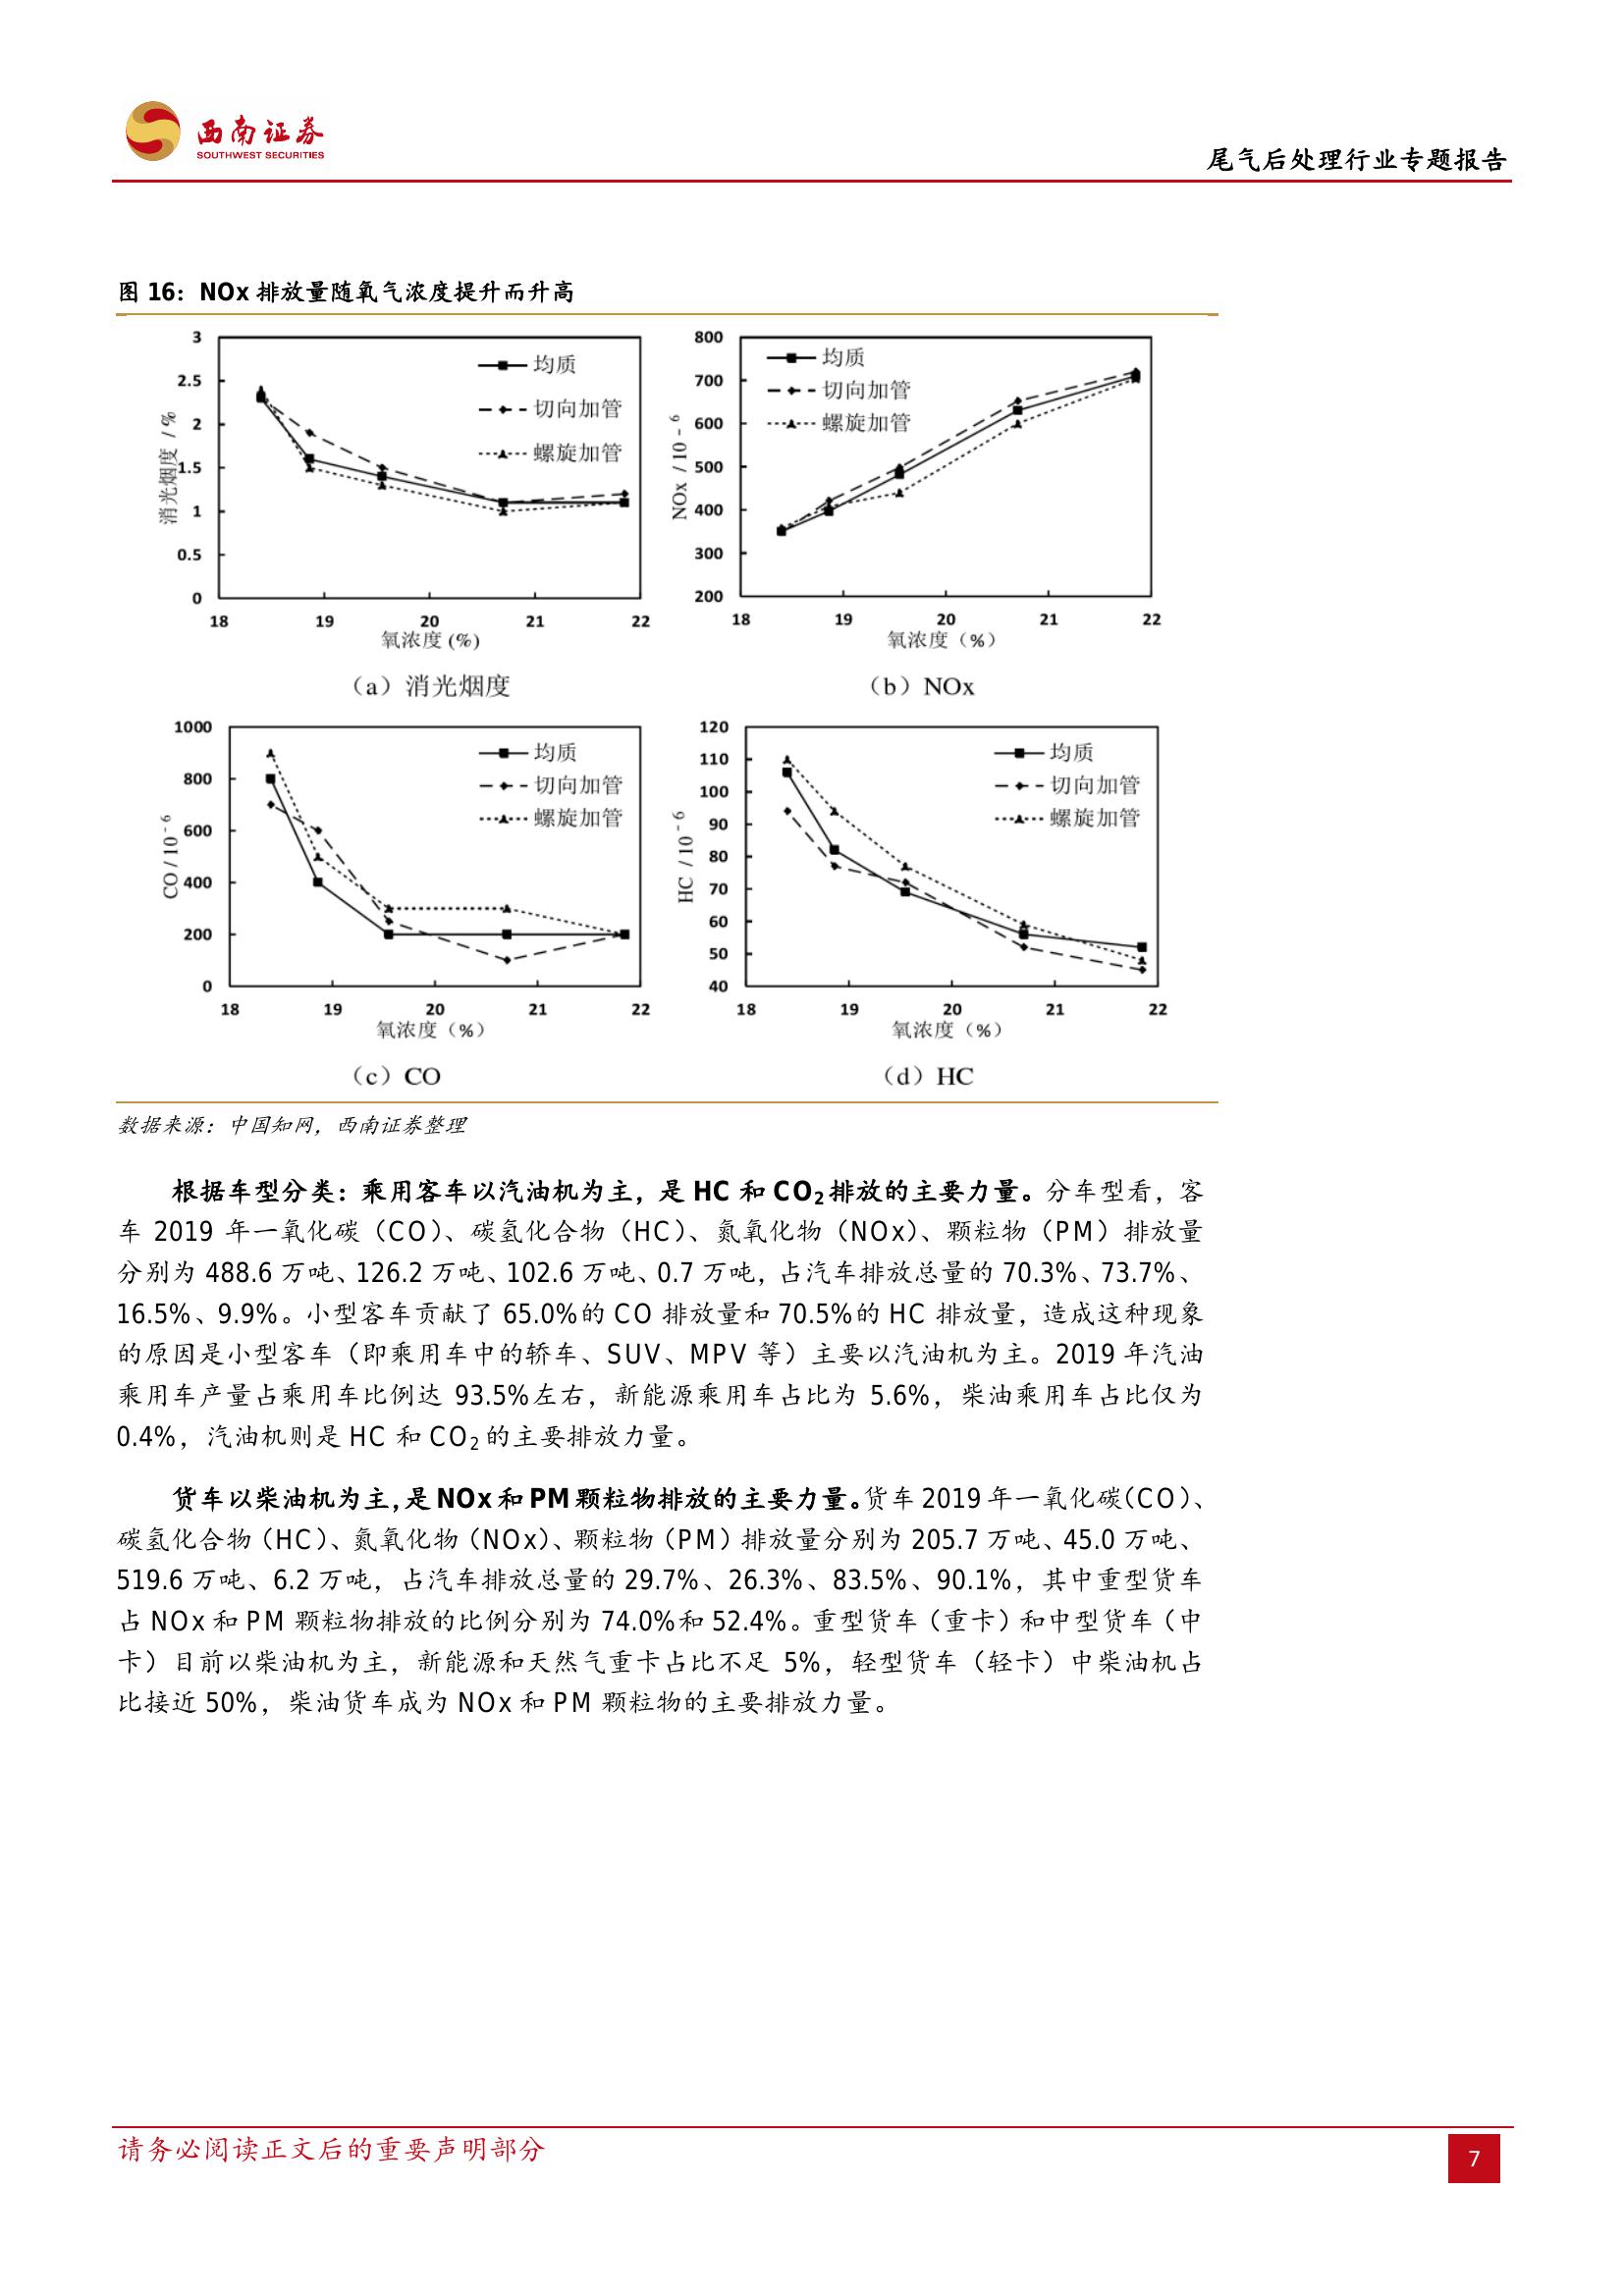 西南证券
SOUTHWEST SECURITIES
尾气后处理行业专题报告
图 16：NOx 排放量随氧气浓度提升而升高
3
2.5
2
1.5
1
0.5
0
消光烟度 / %
均质
切向加管
螺旋加管
18 19 20 21 22
氧浓度 (%)
（a）消光烟度
800
700
600
500
400
300
200
NOx / 10⁻⁶
均质
切向加管
螺旋加管
18 19 20 21 22
氧浓度（%）
（b）NOx
1000
800
600
400
200
0
CO / 10⁻⁶
均质
切向加管
螺旋加管
18 19 20 21 22
氧浓度（%）
（c）CO
120
110
100
90
80
70
60
50
40
HC / 10⁻⁶
均质
切向加管
螺旋加管
18 19 20 21 22
氧浓度（%）
（d）HC
数据来源：中国知网，西南证券整理
根据车型分类：乘用客车以汽油机为主，是 HC 和 CO₂排放的主要力量。分车型看，客
车 2019 年一氧化碳（CO）、碳氢化合物（HC）、氮氧化物（NOx）、颗粒物（PM）排放量
分别为 488.6 万吨、126.2 万吨、102.6 万吨、0.7 万吨，占汽车排放总量的 70.3%、73.7%、
16.5%、9.9%。小型客车贡献了 65.0%的 CO 排放量和 70.5%的 HC 排放量，造成这种现象
的原因是小型客车（即乘用车中的轿车、SUV、MPV 等）主要以汽油机为主。2019 年汽油
乘用车产量占乘用车比例达 93.5%左右，新能源乘用车占比为 5.6%，柴油乘用车占比仅为
0.4%，汽油机则是 HC 和 CO₂ 的主要排放力量。
货车以柴油机为主，是 NOx 和 PM 颗粒物排放的主要力量。货车 2019 年一氧化碳（CO）、
碳氢化合物（HC）、氮氧化物（NOx）、颗粒物（PM）排放量分别为 205.7 万吨、45.0 万吨、
519.6 万吨、6.2 万吨，占汽车排放总量的 29.7%、26.3%、83.5%、90.1%，其中重型货车
占 NOx 和 PM 颗粒物排放的比例分别为 74.0%和 52.4%。重型货车（重卡）和中型货车（中
卡）目前以柴油机为主，新能源和天然气重卡占比不足 5%，轻型货车（轻卡）中柴油机占
比接近 50%，柴油货车成为 NOx 和 PM 颗粒物的主要排放力量。
请务必阅读正文后的重要声明部分
7